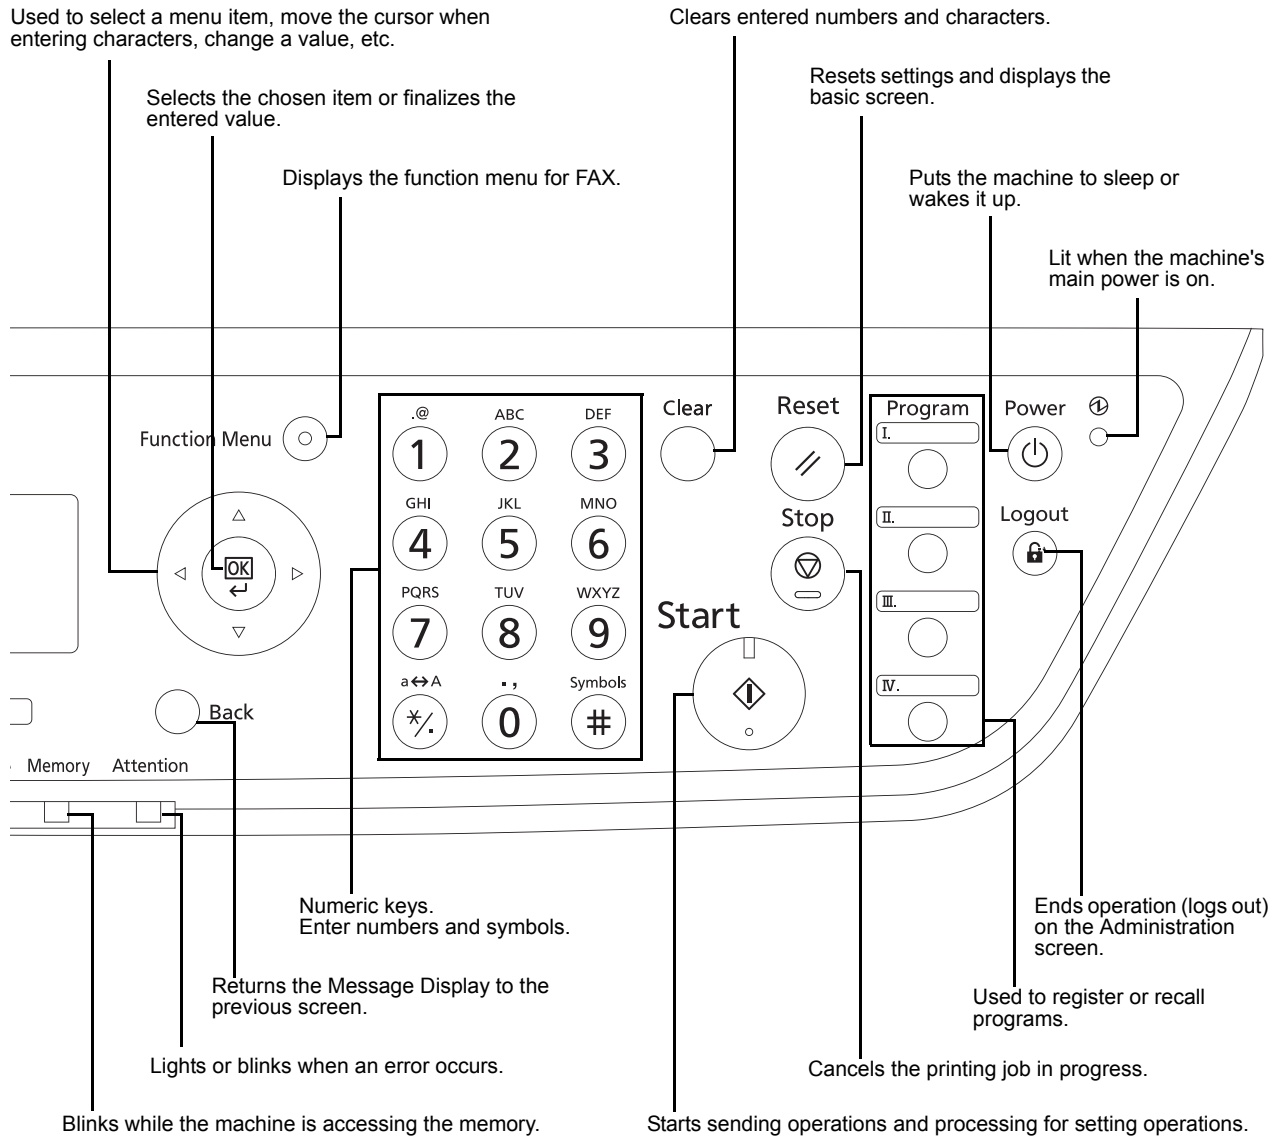 Used to select a menu item, move the cursor when
entering characters, change a value, etc.
Clears entered numbers and characters.
Selects the chosen item or finalizes the
entered value.
Resets settings and displays the
basic screen.
Displays the function menu for FAX.
Puts the machine to sleep or
wakes it up.
Lit when the machine's
main power is on.
Function Menu
.@
ABC
DEF
1
2
3
GHI
JKL
MNO
4
5
6
PQRS
TUV
WXYZ
7
8
9
a↔A
. ,
Symbols
*/.
0
#
Clear
Reset
Stop
Start
Program
I.
II.
III.
IV.
Power
Logout
OK
Back
Memory
Attention
Numeric keys.
Enter numbers and symbols.
Ends operation (logs out)
on the Administration
screen.
Returns the Message Display to the
previous screen.
Used to register or recall
programs.
Lights or blinks when an error occurs.
Cancels the printing job in progress.
Blinks while the machine is accessing the memory.
Starts sending operations and processing for setting operations.